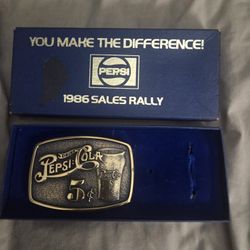 YOU MAKE THE DIFFERENCE!
PEPSI
1986 SALES RALLY
PEPSI-COLA
5¢